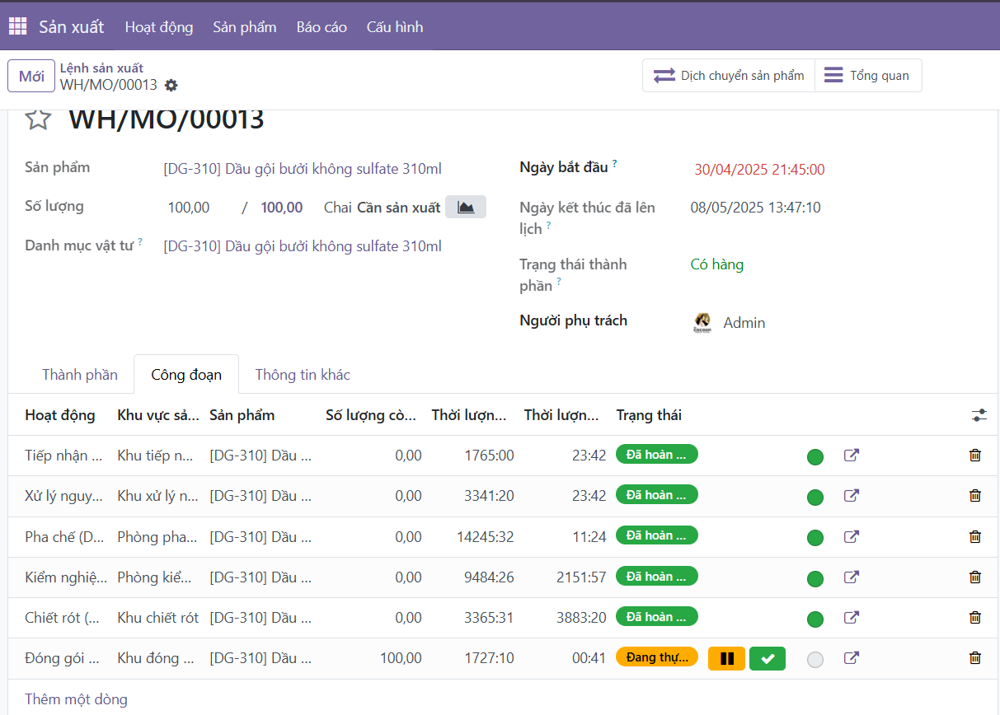 Sản xuất Hoạt động Sản phẩm Báo cáo Cấu hình
Mới
Lệnh sản xuất
WH/MO/00013
Dịch chuyển sản phẩm
Tổng quan
WH/MO/00013
Sản phẩm [DG-310] Dầu gội bưởi không sulfate 310ml
Số lượng 100,00 / 100,00 Chai Cần sản xuất
Danh mục vật tư ? [DG-310] Dầu gội bưởi không sulfate 310ml
Ngày bắt đầu ? 30/04/2025 21:45:00
Ngày kết thúc đã lên lịch ? 08/05/2025 13:47:10
Trạng thái thành phần ? Có hàng
Người phụ trách Admin
Thành phần Công đoạn Thông tin khác
Hoạt động Khu vực sả... Sản phẩm Số lượng cò... Thời lượn... Thời lượn... Trạng thái
Tiếp nhận ... Khu tiếp n... [DG-310] Dầu ... 0,00 1765:00 23:42 Đã hoàn ...
Xử lý nguy... Khu xử lý n... [DG-310] Dầu ... 0,00 3341:20 23:42 Đã hoàn ...
Pha chế (D... Phòng pha... [DG-310] Dầu ... 0,00 14245:32 11:24 Đã hoàn ...
Kiểm nghiệ... Phòng kiể... [DG-310] Dầu ... 0,00 9484:26 2151:57 Đã hoàn ...
Chiết rót (... Khu chiết rót [DG-310] Dầu ... 0,00 3365:31 3883:20 Đã hoàn ...
Đóng gói ... Khu đóng ... [DG-310] Dầu ... 100,00 1727:10 00:41 Đang thự...
Thêm một dòng